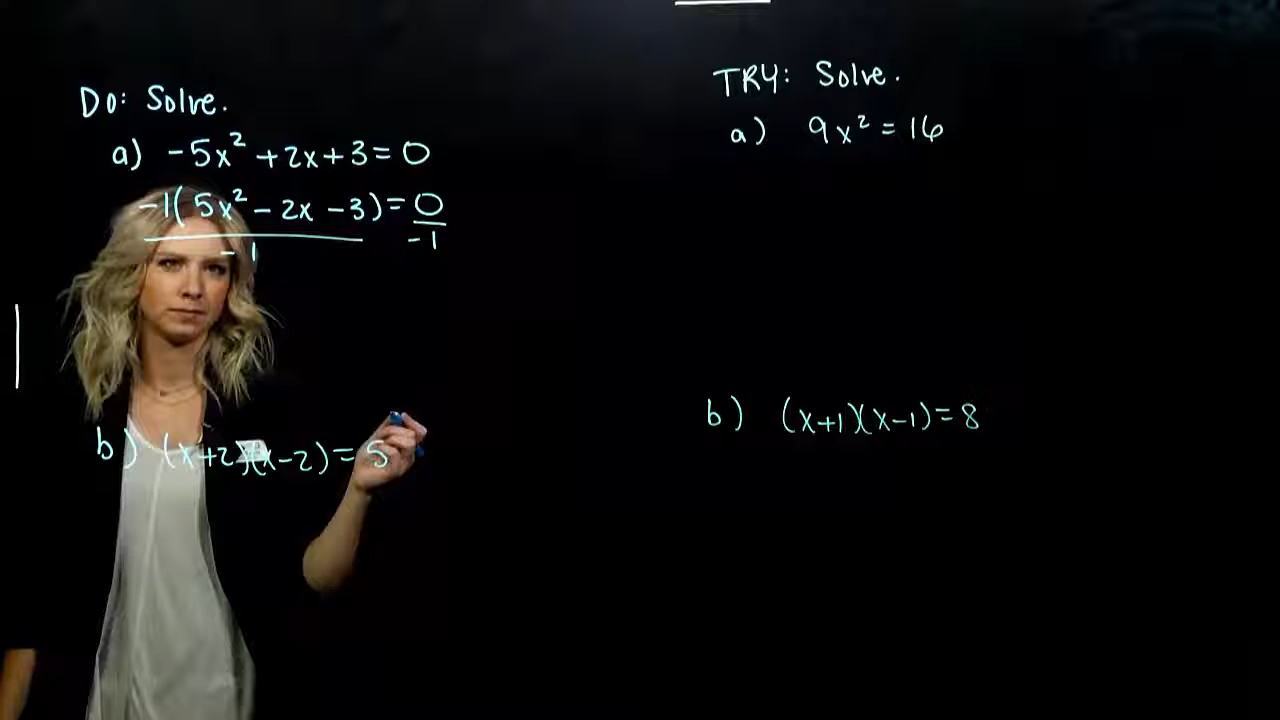 DO: Solve.
a) -5x² + 2x + 3 = 0
-1(5x² - 2x - 3) = 0
-1 -1
b) (x+2)(x-2) = 5
TRY: Solve.
a) 9x² = 16
b) (x+1)(x-1) = 8